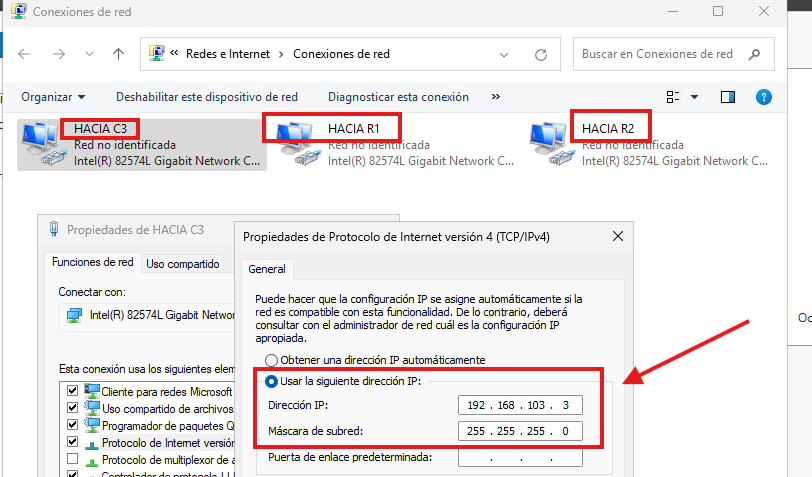 Conexiones de red
Redes e Internet
Conexiones de red
Buscar en Conexiones de red
Organizar
Deshabilitar este dispositivo de red
Diagnosticar esta conexión
»
?
HACIA C3
Red no identificada
Intel(R) 82574L Gigabit Network C...
HACIA R1
Red no identificada
Intel(R) 82574L Gigabit Network C...
HACIA R2
Red no identificada
Intel(R) 82574L Gigabit Network C...
Propiedades de HACIA C3
Funciones de red
Uso compartido
Conectar con:
Intel(R) 82574L Gigabit Networ
Esta conexión usa los siguientes elem
Cliente para redes Microsoft
Uso compartido de archivos
Programador de paquetes Q
Protocolo de Internet versión
Protocolo de multiplexor de a
Propiedades de Protocolo de Internet versión 4 (TCP/IPv4)
General
Puede hacer que la configuración IP se asigne automáticamente si la
red es compatible con esta funcionalidad. De lo contrario, deberá
consultar con el administrador de red cuál es la configuración IP
apropiada.
Obtener una dirección IP automáticamente
Usar la siguiente dirección IP:
Dirección IP:
192 . 168 . 103 . 3
Máscara de subred:
255 . 255 . 255 . 0
Puerta de enlace predeterminada:
. . .